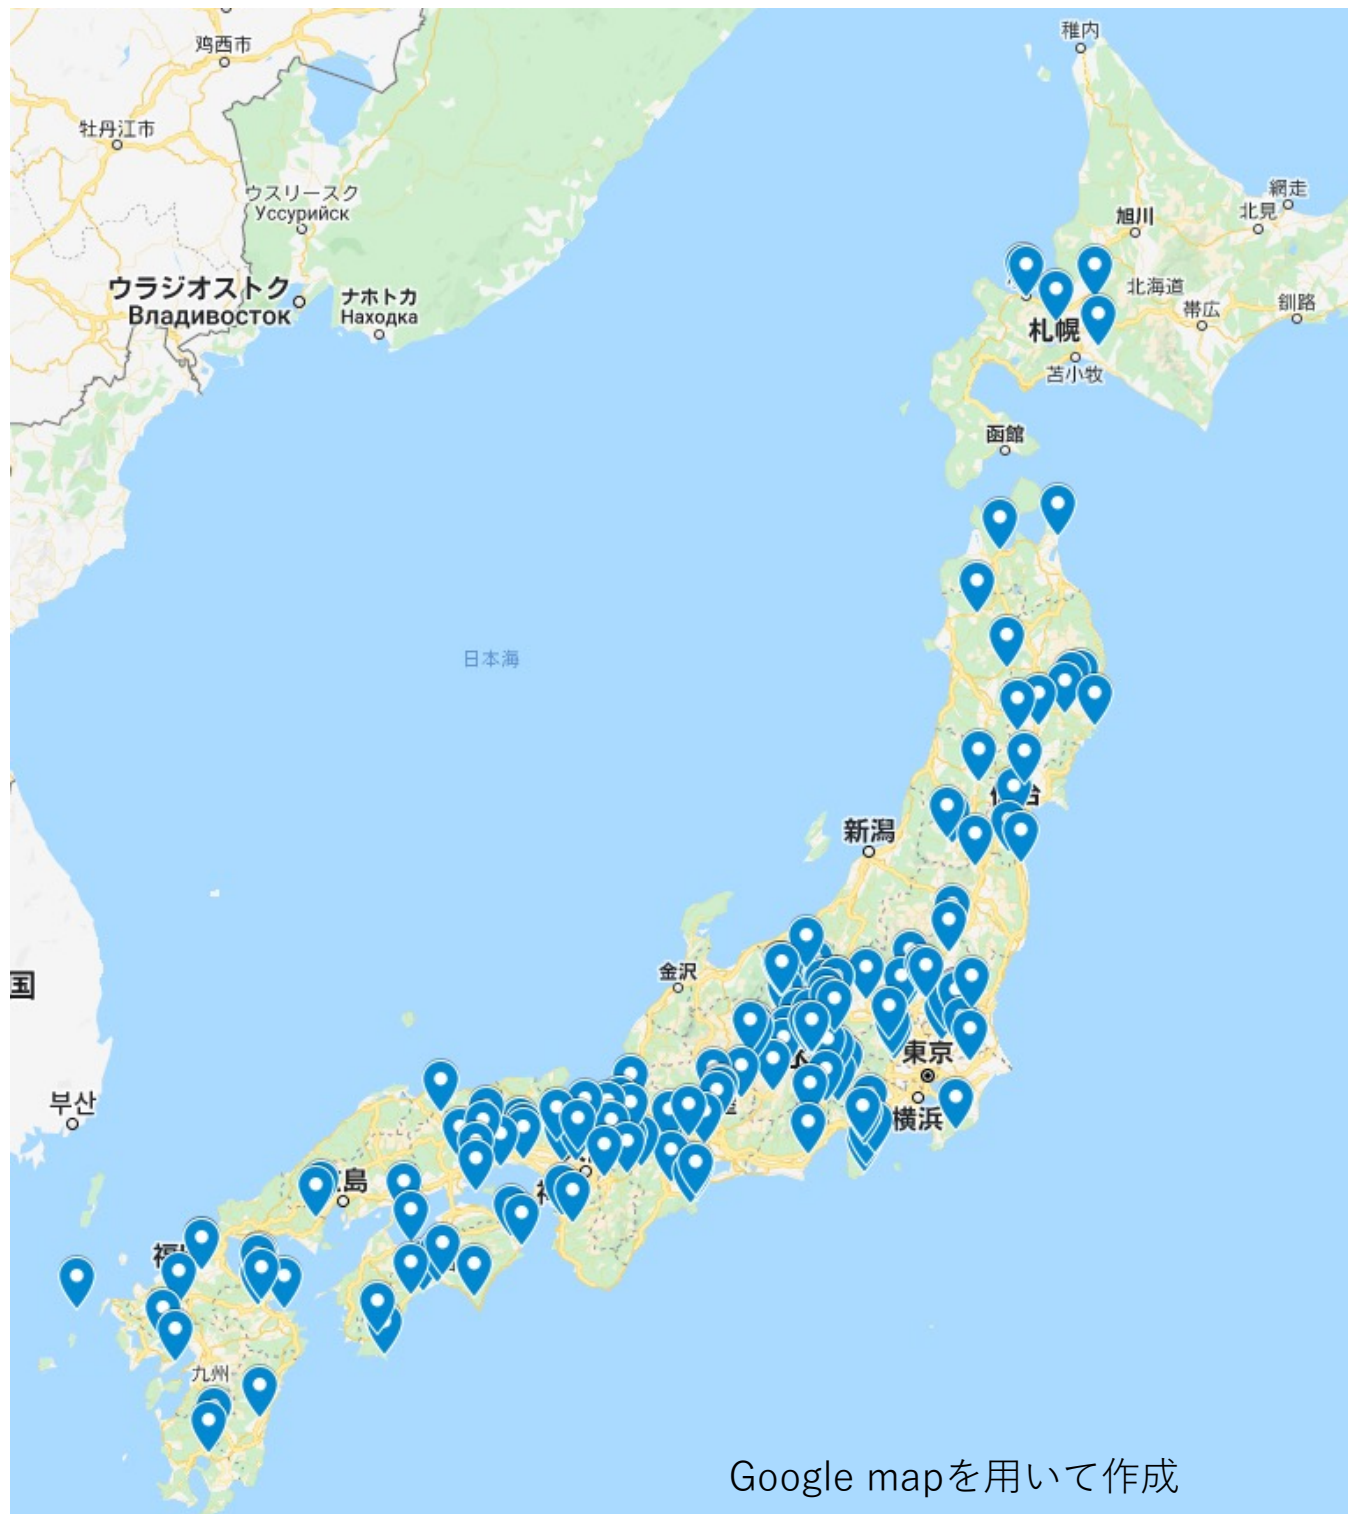 稚内
鸡西市
牡丹江市
ウスリースク
Уссурийск
網走
北見
旭川
ウラジオストク
Владивосток
ナホトカ
Находка
北海道
帯広
釧路
札幌
苫小牧
函館
日本海
新潟
金沢
国
東京
부산
横浜
島
九州
Google mapを用いて作成